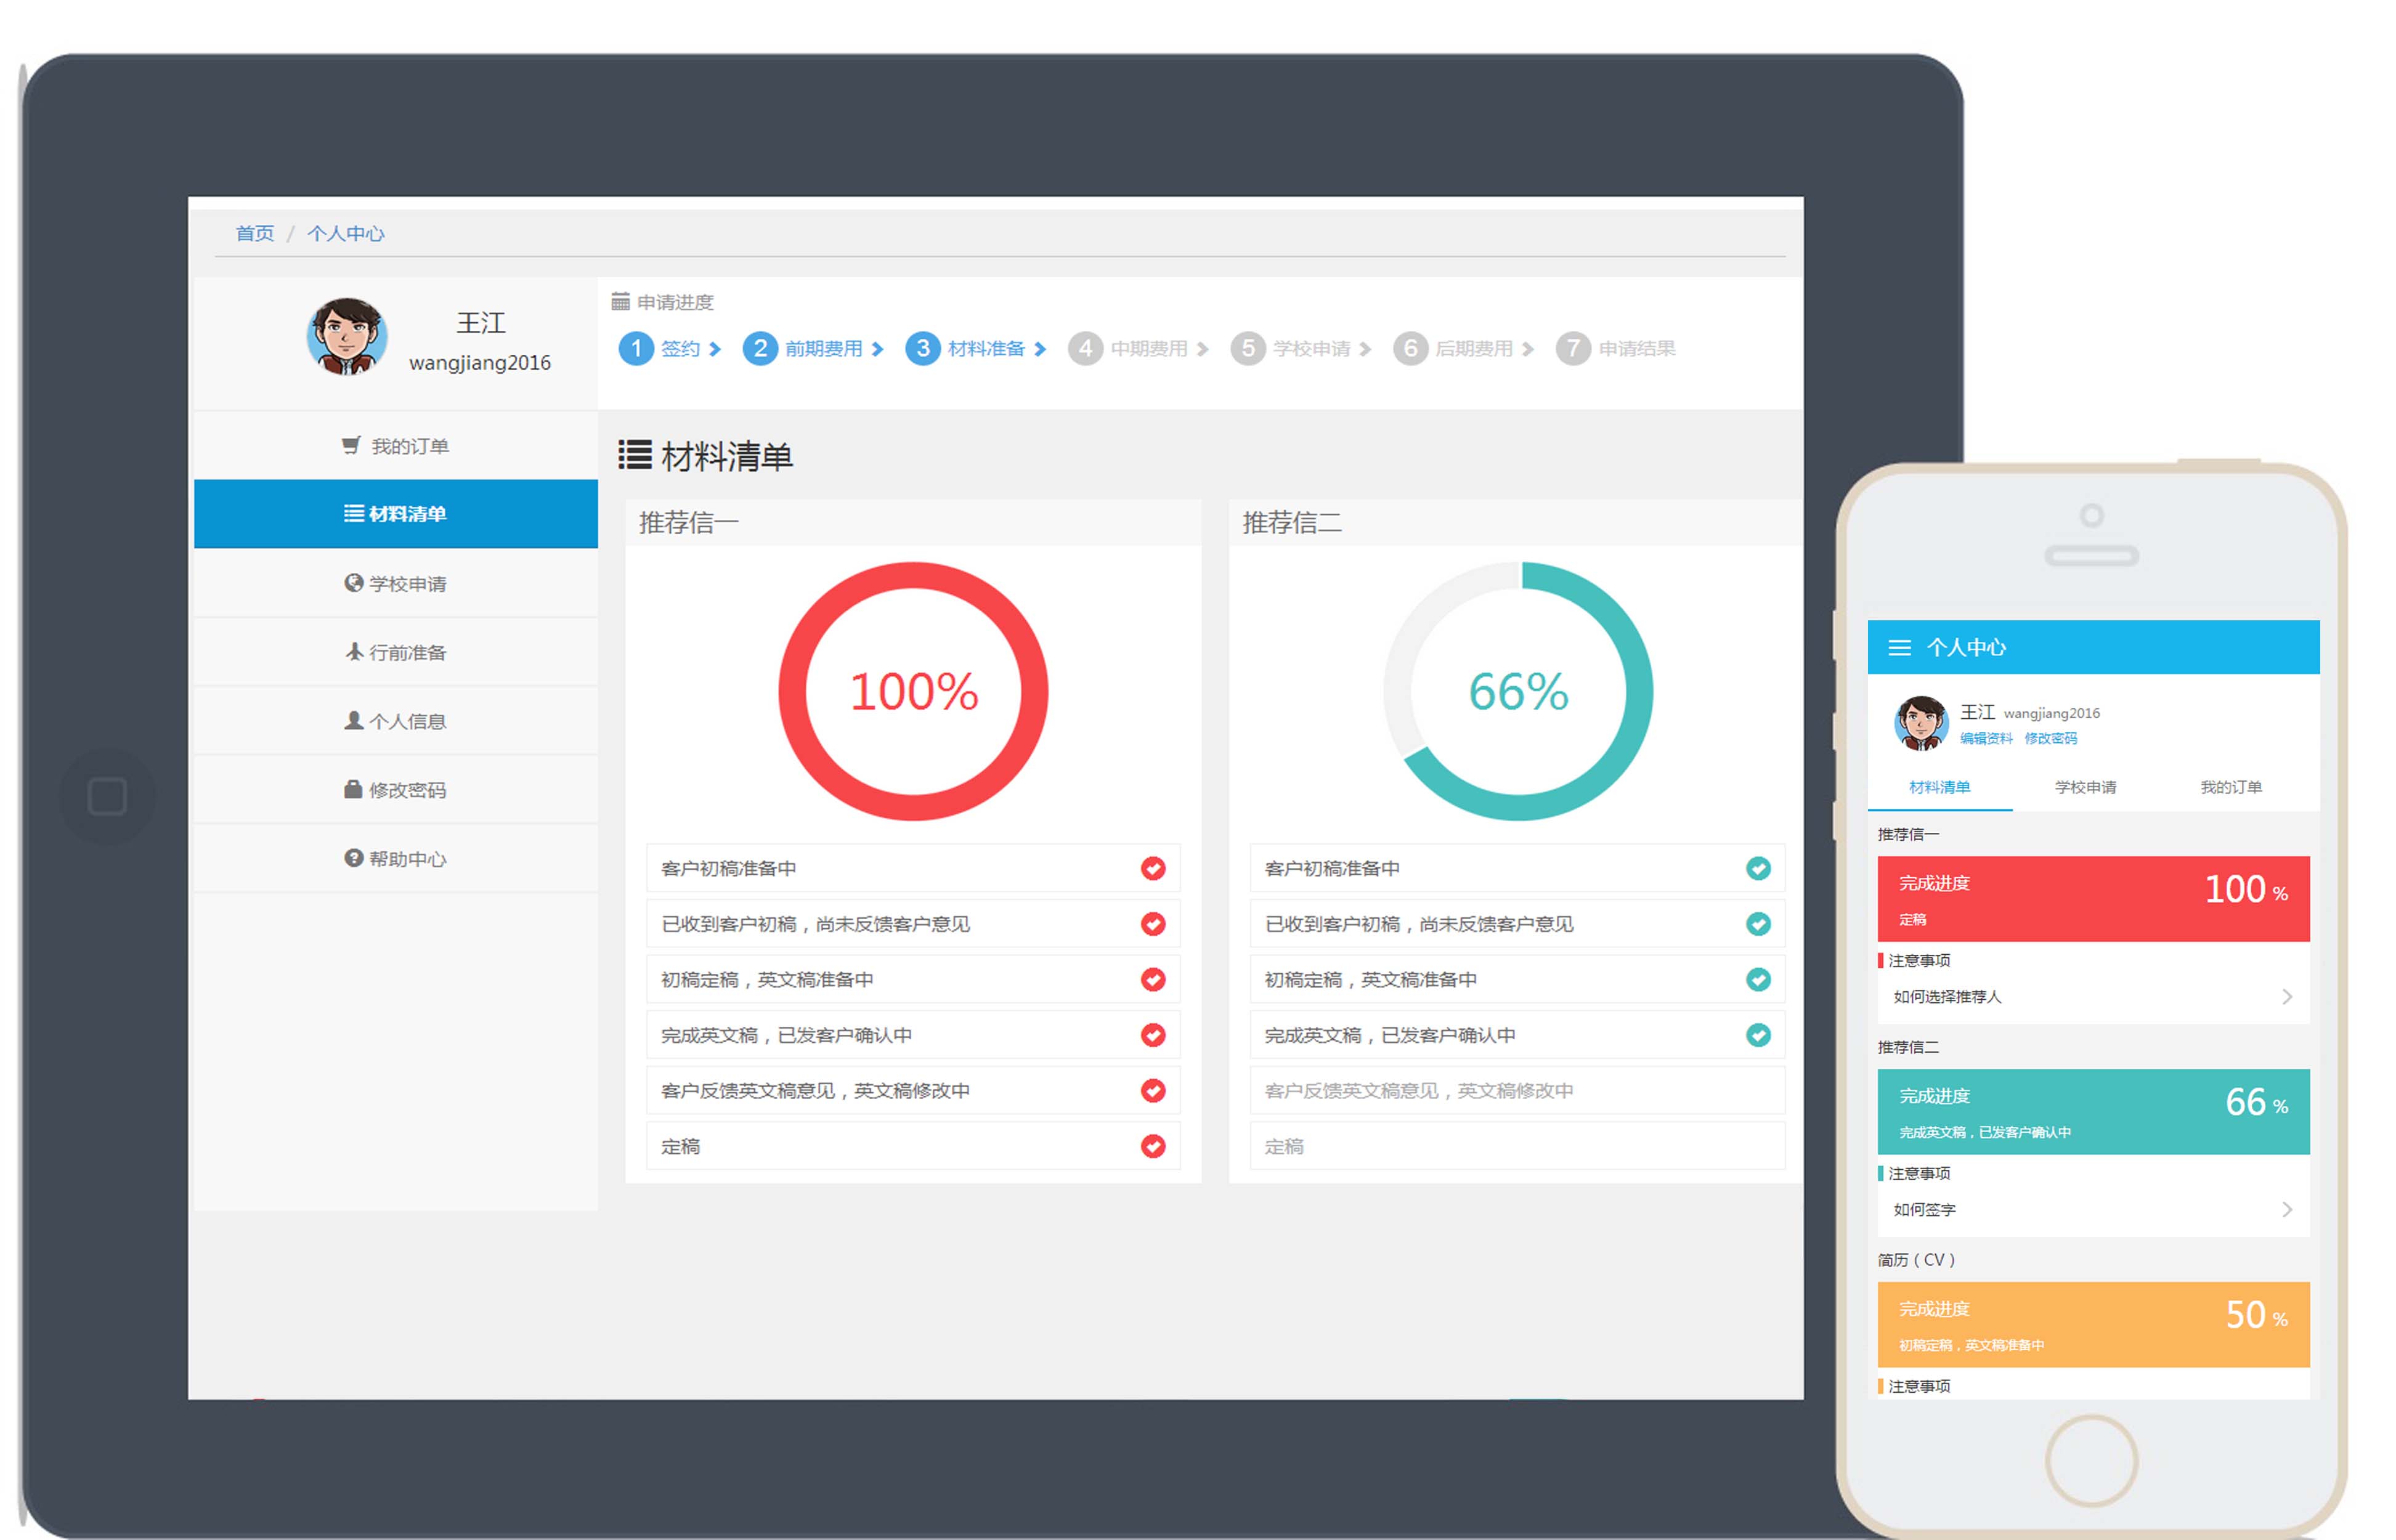 首页 / 个人中心
王江
wangjiang2016
申请进度
1 签约 2 前期费用 3 材料准备 4 中期费用 5 学校申请 6 后期费用 7 申请结果
我的订单
材料清单
学校申请
行前准备
个人信息
修改密码
帮助中心
材料清单
推荐信一
100%
客户初稿准备中
已收到客户初稿，尚未反馈客户意见
初稿定稿，英文稿准备中
完成英文稿，已发客户确认中
客户反馈英文稿意见，英文稿修改中
定稿
推荐信二
66%
客户初稿准备中
已收到客户初稿，尚未反馈客户意见
初稿定稿，英文稿准备中
完成英文稿，已发客户确认中
客户反馈英文稿意见，英文稿修改中
定稿
个人中心
王江 wangjiang2016
编辑资料 修改密码
材料清单 学校申请 我的订单
推荐信一
完成进度 100 %
定稿
注意事项
如何选择推荐人
推荐信二
完成进度 66 %
完成英文稿，已发客户确认中
注意事项
如何签字
简历（CV）
完成进度 50 %
初稿定稿，英文稿准备中
注意事项